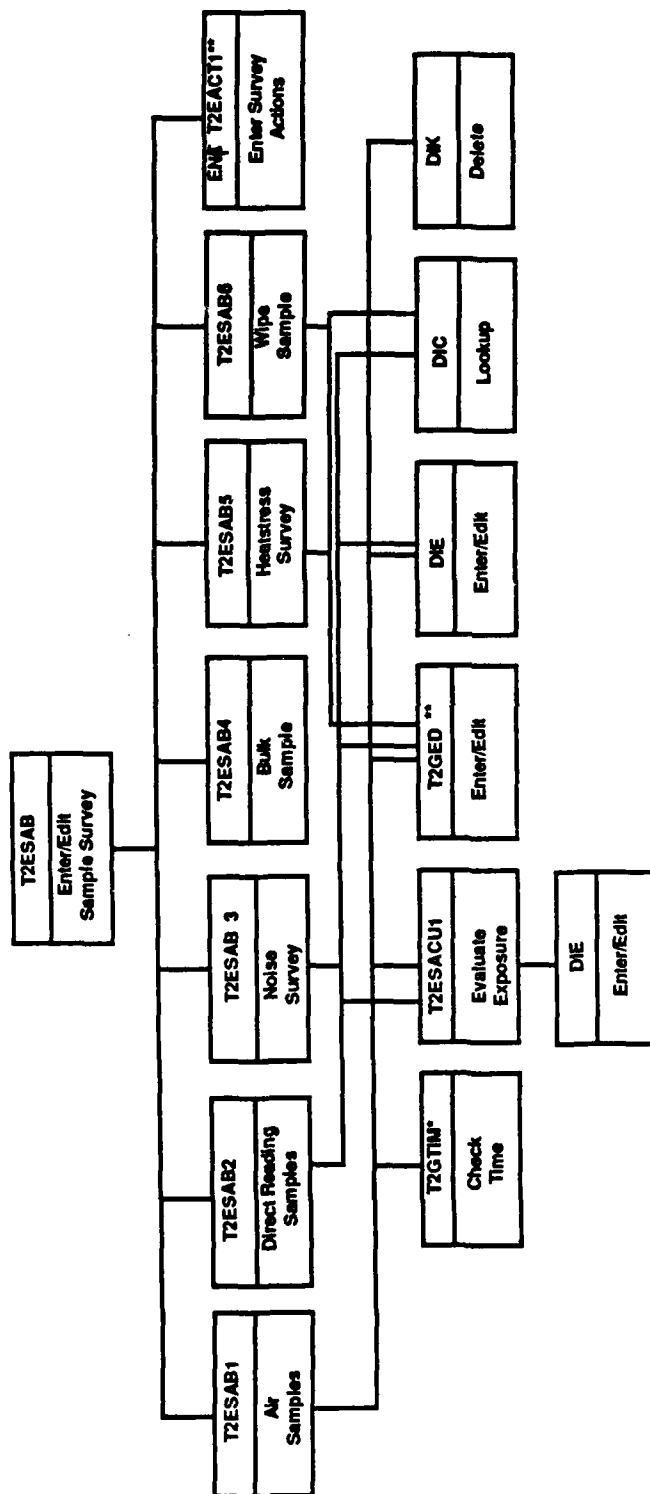 T2ESAB
Enter/Edit
Sample Survey
T2ESAB1
Air
Samples
T2ESAB2
Direct Reading
Samples
T2ESAB 3
Noise
Survey
T2ESAB4
Bulk
Sample
T2ESAB5
Heatstress
Survey
T2ESAB6
Wipe
Sample
T2EACT1**
Enter Survey
Actions
T2GTIM*
Check
Time
T2ESACU1
Evaluate
Exposure
T2GED **
Enter/Edit
DIE
Enter/Edit
DIC
Lookup
DIK
Delete
DIE
Enter/Edit